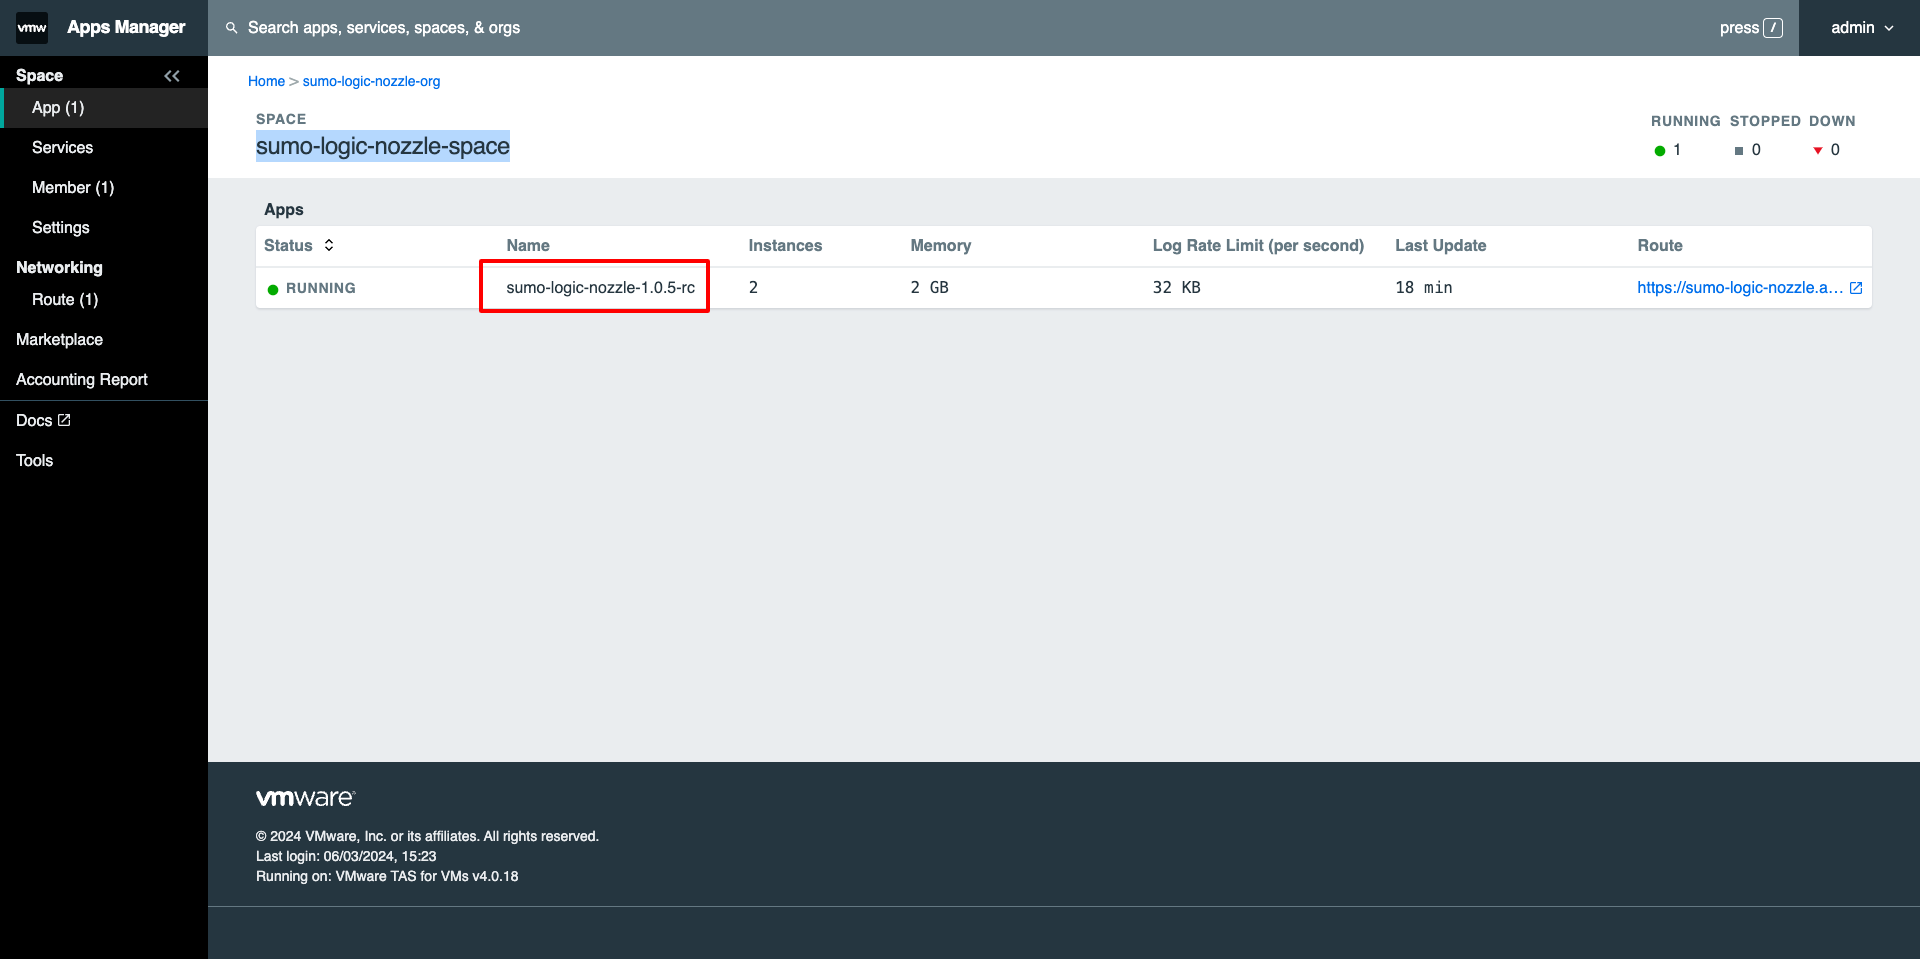 vmw Apps Manager
Search apps, services, spaces, & orgs
press /
admin
Space
App (1)
Services
Member (1)
Settings
Networking
Route (1)
Marketplace
Accounting Report
Docs
Tools
Home > sumo-logic-nozzle-org
SPACE
sumo-logic-nozzle-space
RUNNING STOPPED DOWN
1 0 0
Apps
Status Name Instances Memory Log Rate Limit (per second) Last Update Route
RUNNING sumo-logic-nozzle-1.0.5-rc 2 2 GB 32 KB 18 min https://sumo-logic-nozzle.a...
vmware®
© 2024 VMware, Inc. or its affiliates. All rights reserved.
Last login: 06/03/2024, 15:23
Running on: VMware TAS for VMs v4.0.18